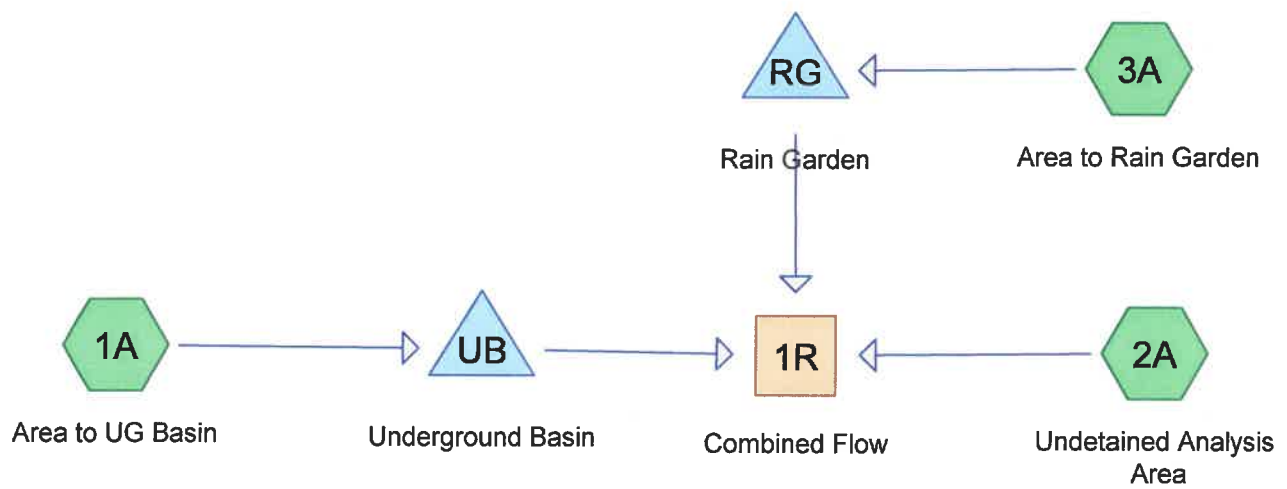 RG
3A
Rain Garden
Area to Rain Garden
1A
UB
1R
2A
Area to UG Basin
Underground Basin
Combined Flow
Undetained Analysis
Area